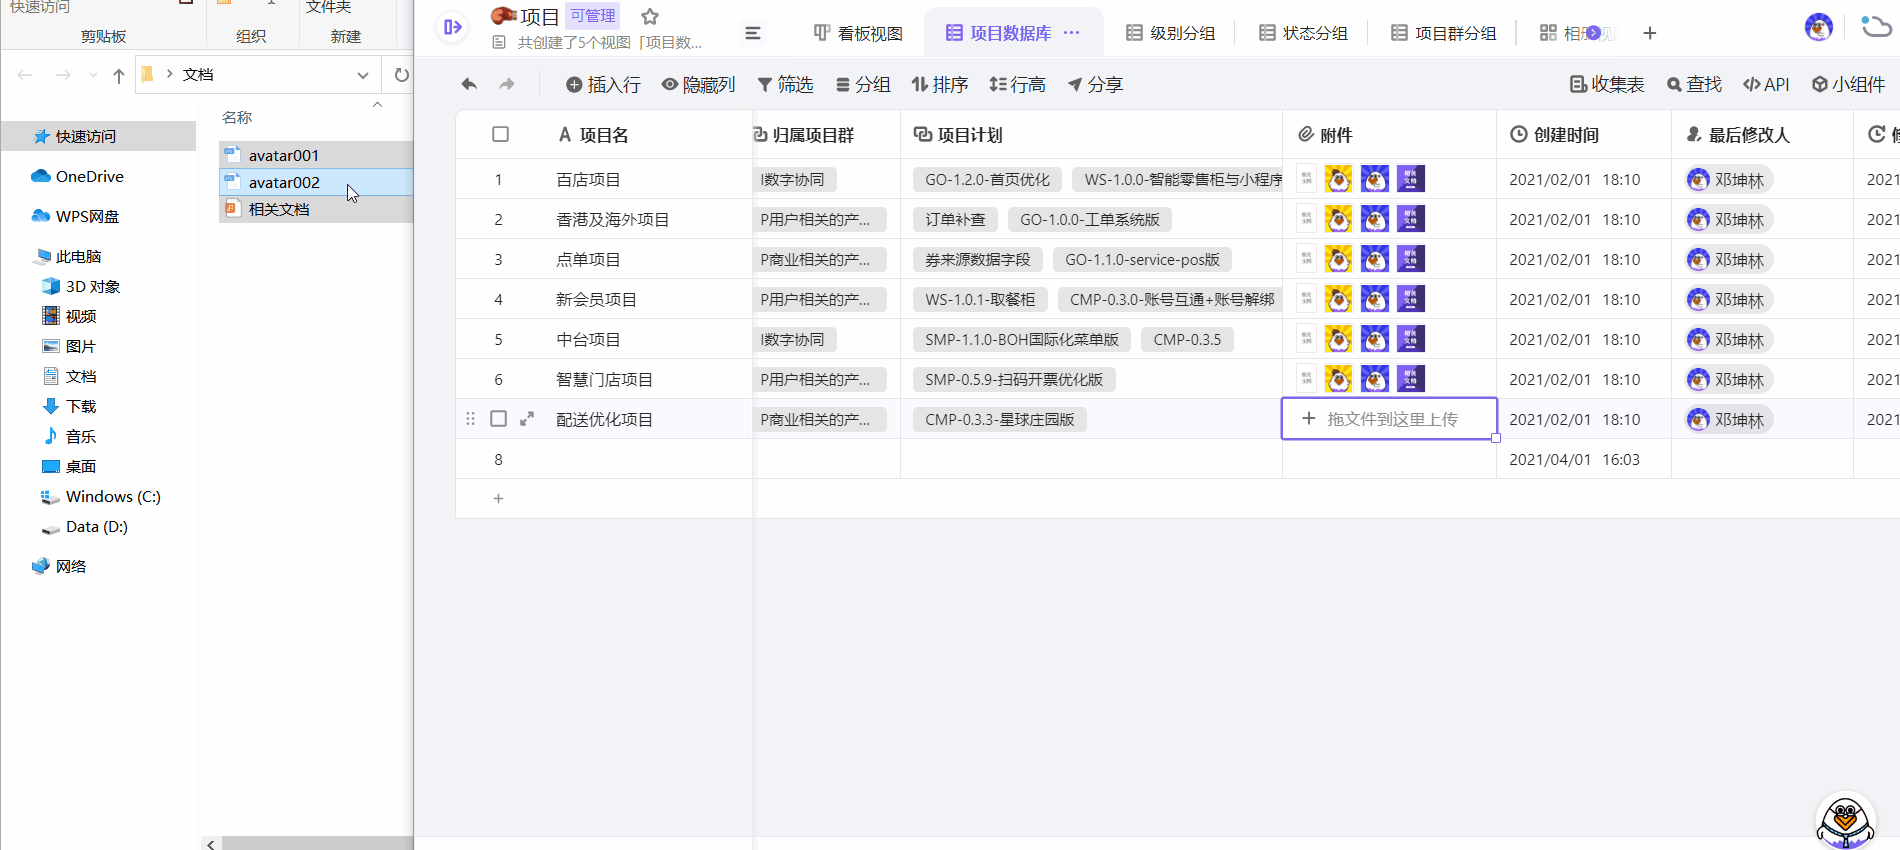 快速访问
文件夹
剪贴板
组织
新建
文档
名称
快速访问
OneDrive
WPS网盘
此电脑
3D 对象
视频
图片
文档
下载
音乐
桌面
Windows (C:)
Data (D:)
网络
avatar001
avatar002
相关文档
项目 可管理
共创建了5个视图「项目数...
看板视图
项目数据库 ···
级别分组
状态分组
项目群分组
插入行 隐藏列 筛选 分组 排序 行高 分享
收集表 查找 API 小组件
项目名 归属项目群 项目计划 附件 创建时间 最后修改人
1 百店项目 I数字协同 GO-1.2.0-首页优化 WS-1.0.0-智能零售柜与小程序 2021/02/01 18:10 邓坤林 2021
2 香港及海外项目 P用户相关的产... 订单补查 GO-1.0.0-工单系统版 2021/02/01 18:10 邓坤林 2021
3 点单项目 P商业相关的产... 券来源数据字段 GO-1.1.0-service-pos版 2021/02/01 18:10 邓坤林 2021
4 新会员项目 P用户相关的产... WS-1.0.1-取餐柜 CMP-0.3.0-账号互通+账号解绑 2021/02/01 18:10 邓坤林 2021
5 中台项目 I数字协同 SMP-1.1.0-BOH国际化菜单版 CMP-0.3.5 2021/02/01 18:10 邓坤林 2021
6 智慧门店项目 P用户相关的产... SMP-0.5.9-扫码开票优化版 2021/02/01 18:10 邓坤林 2021
配送优化项目 P商业相关的产... CMP-0.3.3-星球庄园版 拖文件到这里上传 2021/02/01 18:10 邓坤林 2021
8 2021/04/01 16:03